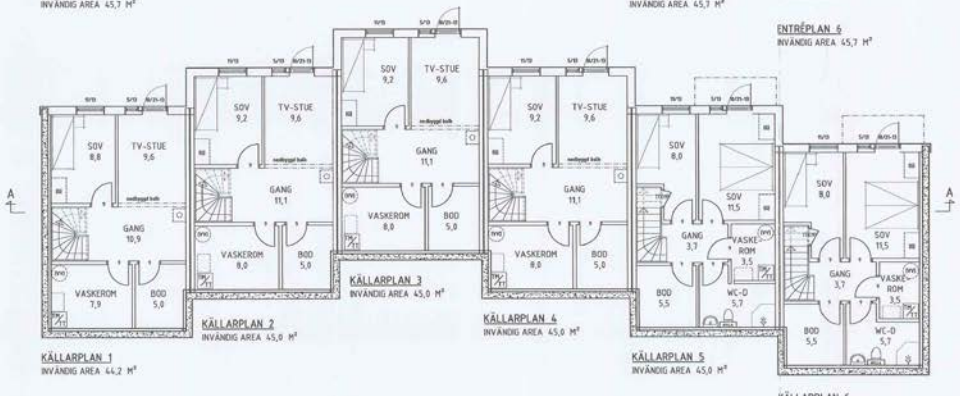 INVÄNDIG AREA 45,7 M²
INVÄNDIG AREA 45,7 M²
ENTRÉPLAN 6
INVÄNDIG AREA 45,7 M²
SOV
8,8
TV-STUE
9,6
GANG
10,9
VASKEROM
7,9
BOD
5,0
KÄLLARPLAN 1
INVÄNDIG AREA 44,2 M²
SOV
9,2
TV-STUE
9,6
nedbyggd balk
GANG
11,1
VASKEROM
8,0
BOD
5,0
KÄLLARPLAN 2
INVÄNDIG AREA 45,0 M²
SOV
9,2
TV-STUE
9,6
nedbyggd balk
GANG
11,1
VASKEROM
8,0
BOD
5,0
KÄLLARPLAN 3
INVÄNDIG AREA 45,0 M²
SOV
9,2
TV-STUE
9,6
nedbyggd balk
GANG
11,1
VASKEROM
8,0
BOD
5,0
KÄLLARPLAN 4
INVÄNDIG AREA 45,0 M²
SOV
8,0
SOV
11,5
GANG
3,7
VASKE-
ROM
3,5
BOD
5,5
WC-D
5,7
KÄLLARPLAN 5
INVÄNDIG AREA 45,0 M²
SOV
8,0
SOV
11,5
GANG
3,7
VASKE-
ROM
3,5
BOD
5,5
WC-D
5,7
KÄLLARPLAN 6
A
A